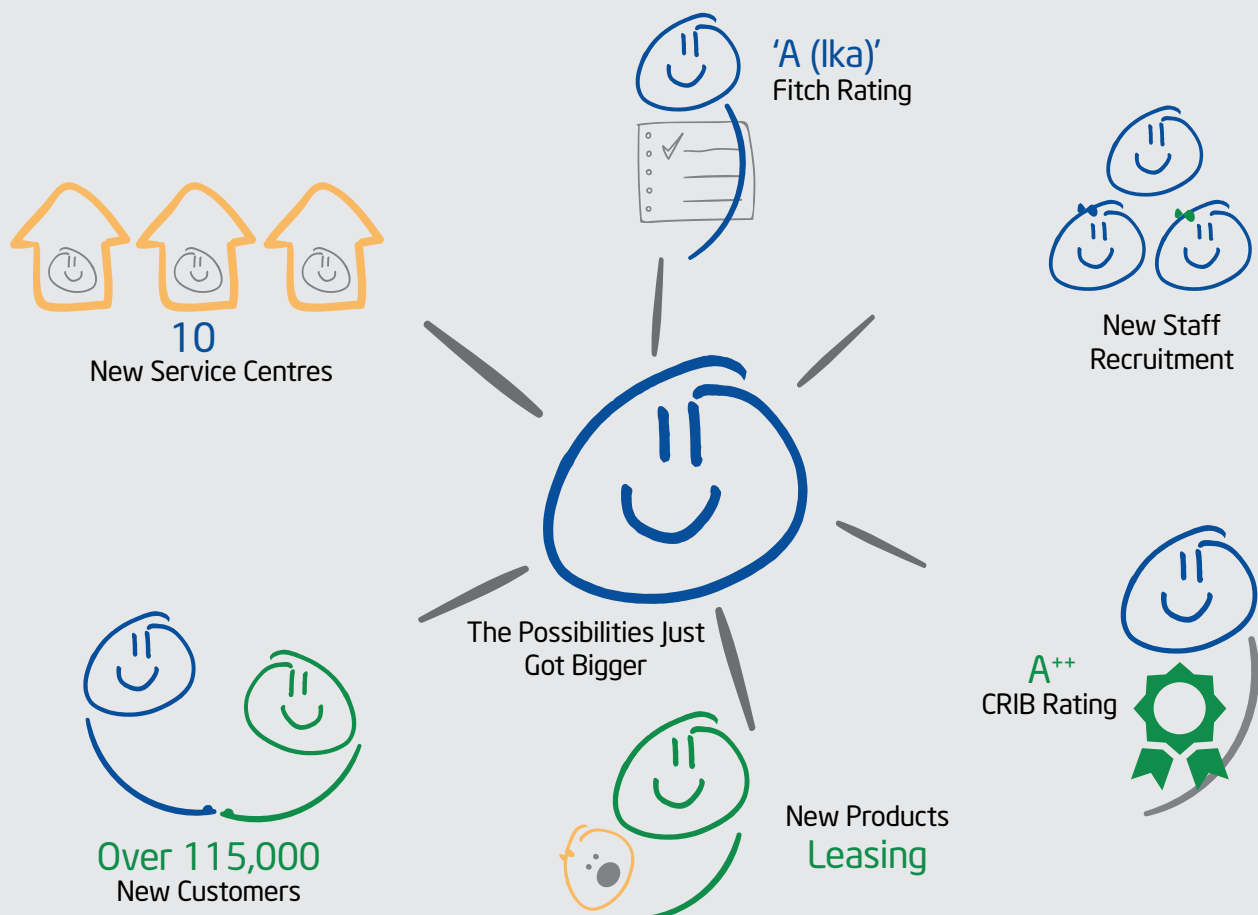 'A (lka)'
Fitch Rating
10
New Service Centres
New Staff
Recruitment
The Possibilities Just
Got Bigger
A++
CRIB Rating
Over 115,000
New Customers
New Products
Leasing